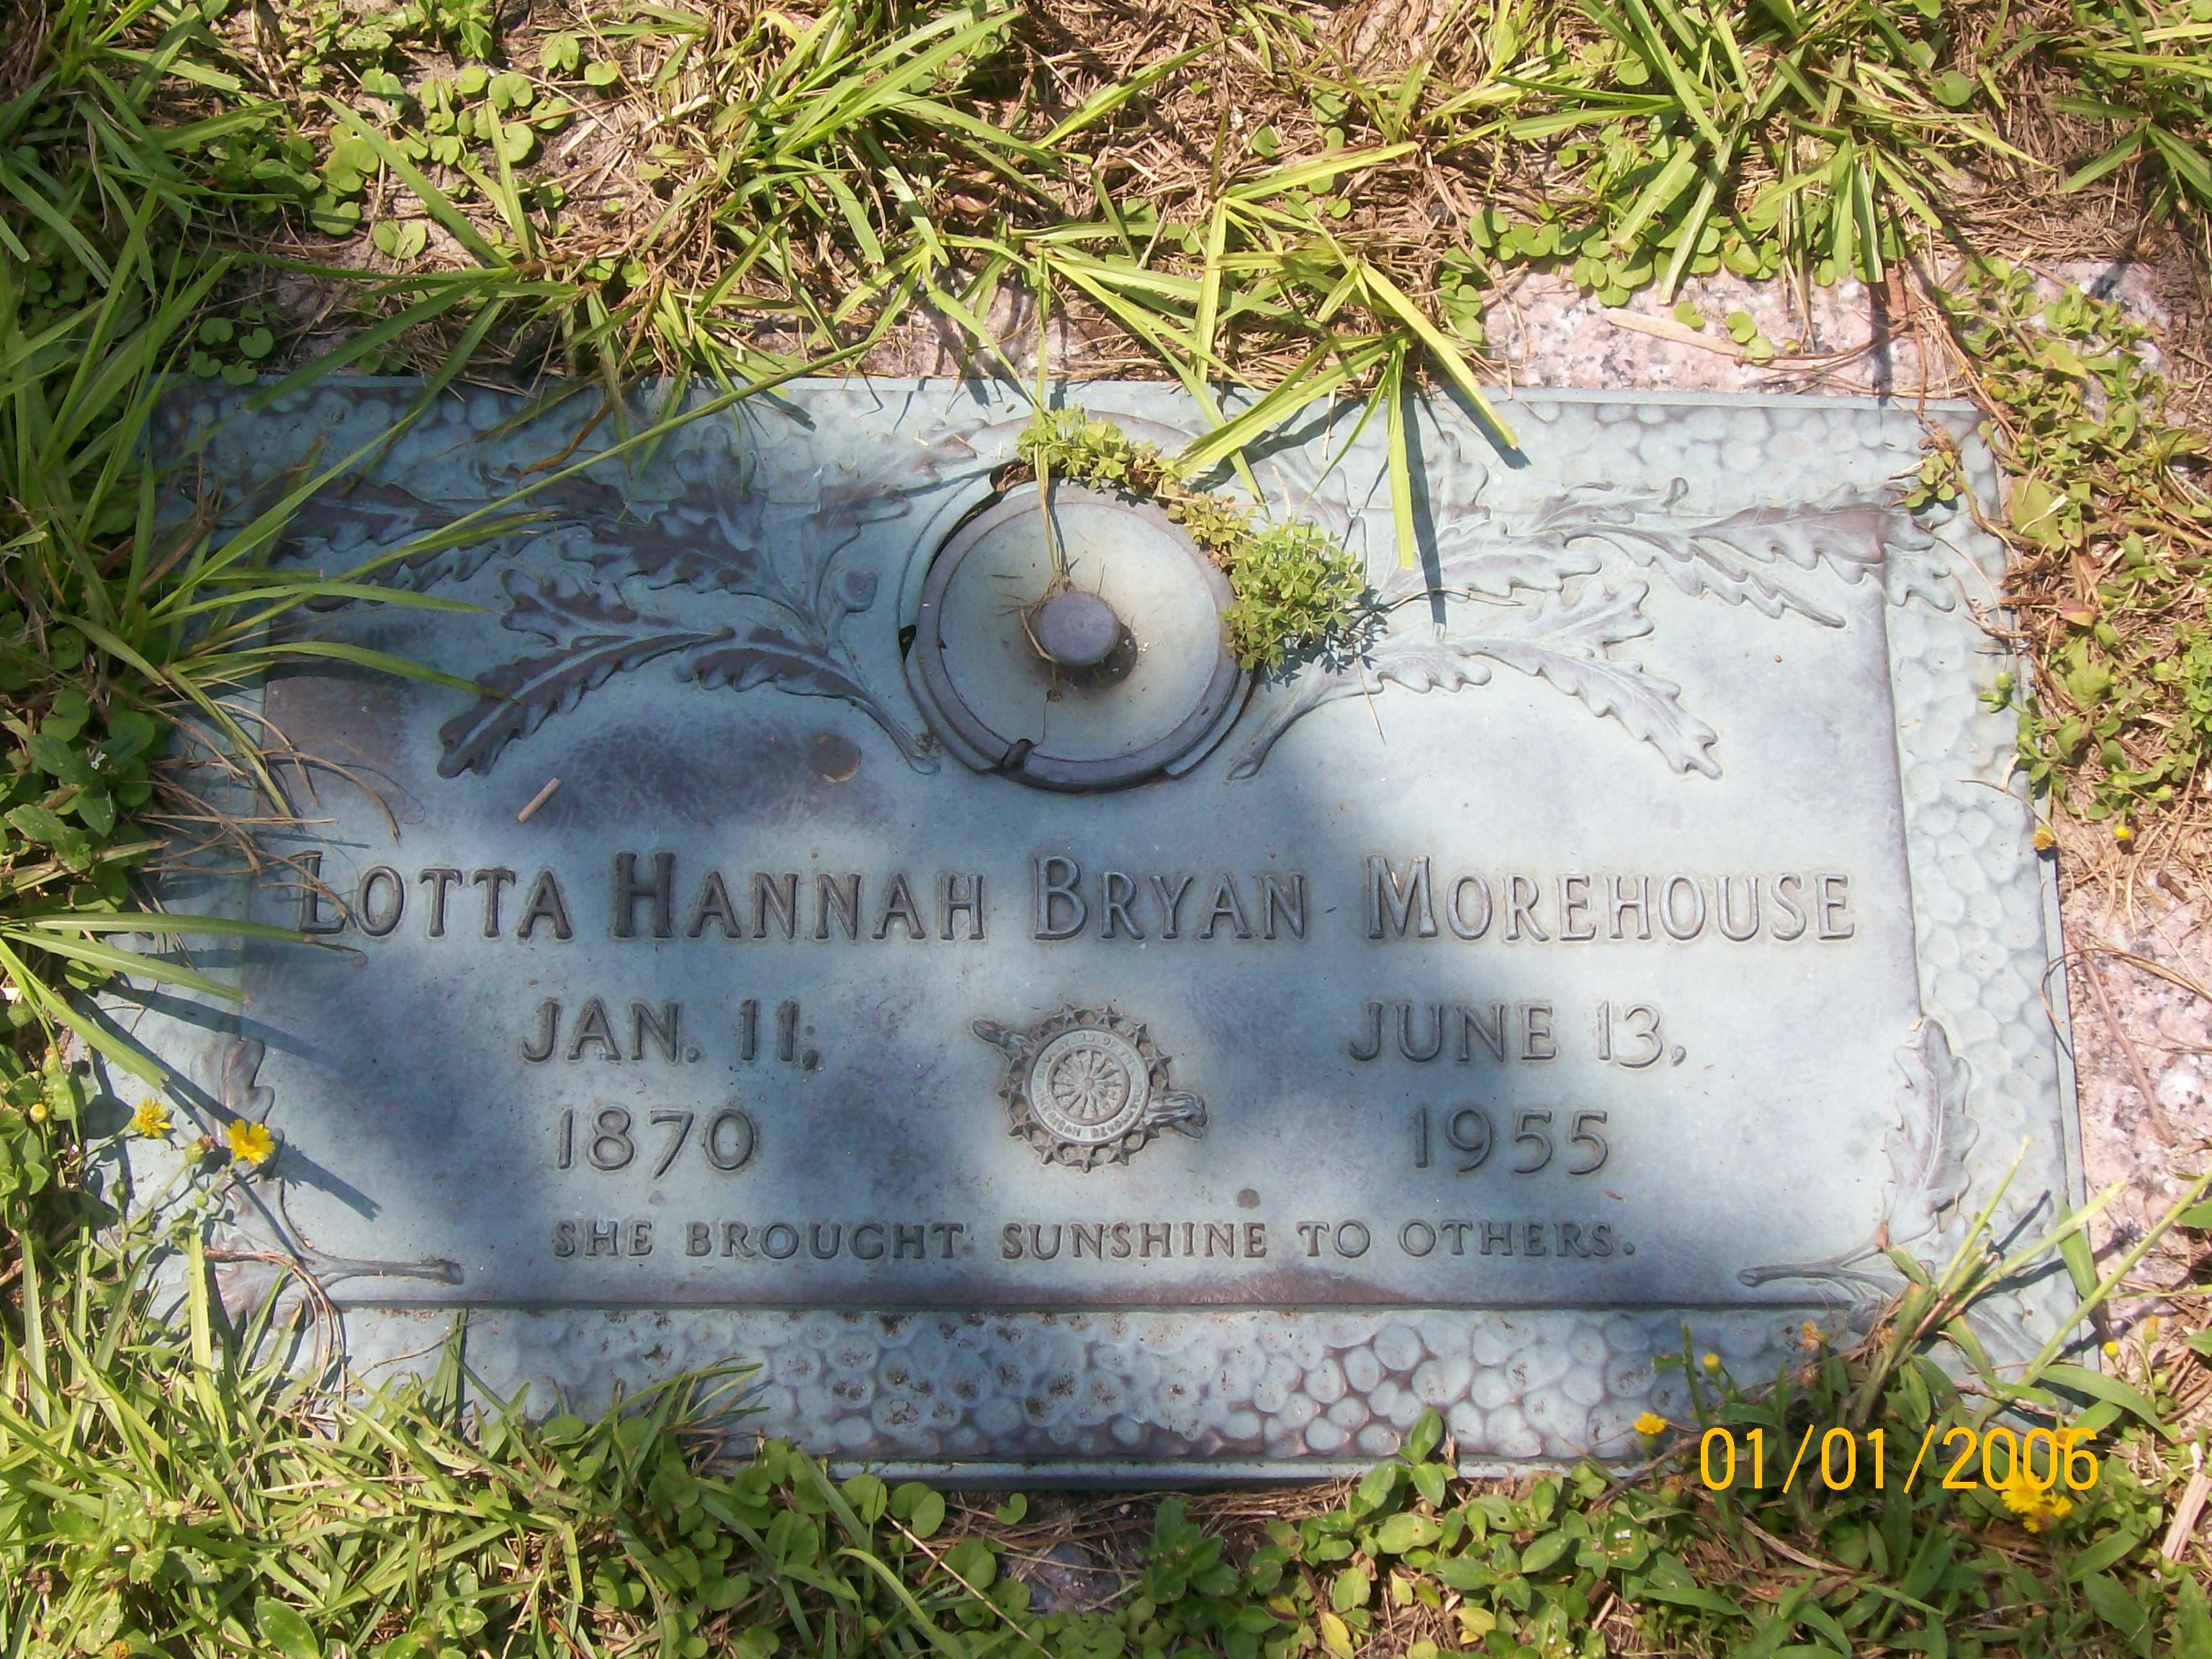 LOTTA HANNAH BRYAN MOREHOUSE
JAN. 11,
1870
JUNE 13,
1955
SHE BROUGHT SUNSHINE TO OTHERS.
01/01/2006